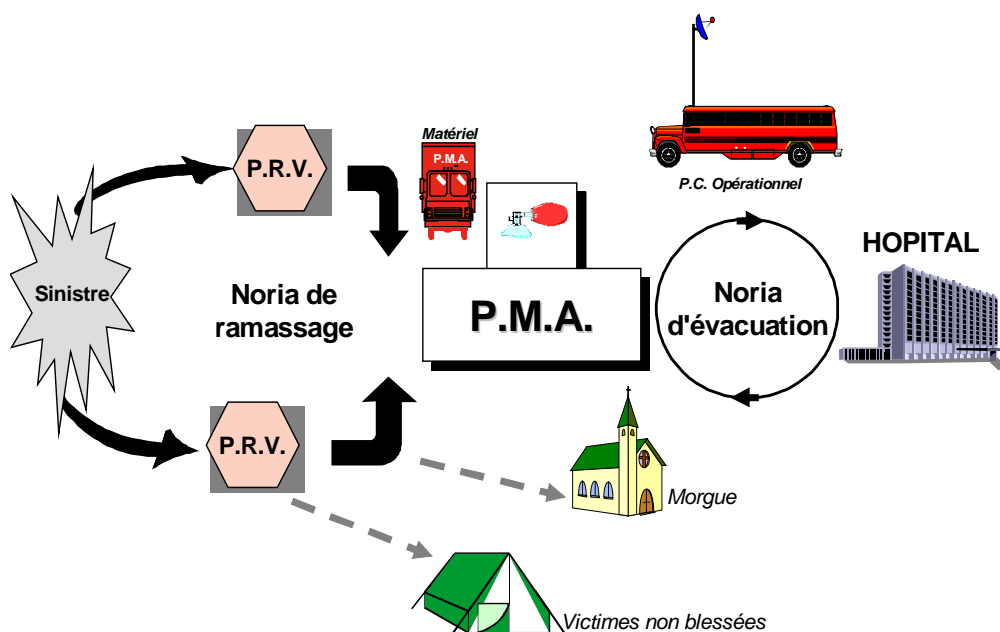 Sinistre
P.R.V.
P.R.V.
Noria de
ramassage
Matériel
P.M.A.
P.M.A.
P.C. Opérationnel
Noria
d'évacuation
HOPITAL
Morgue
Victimes non blessées